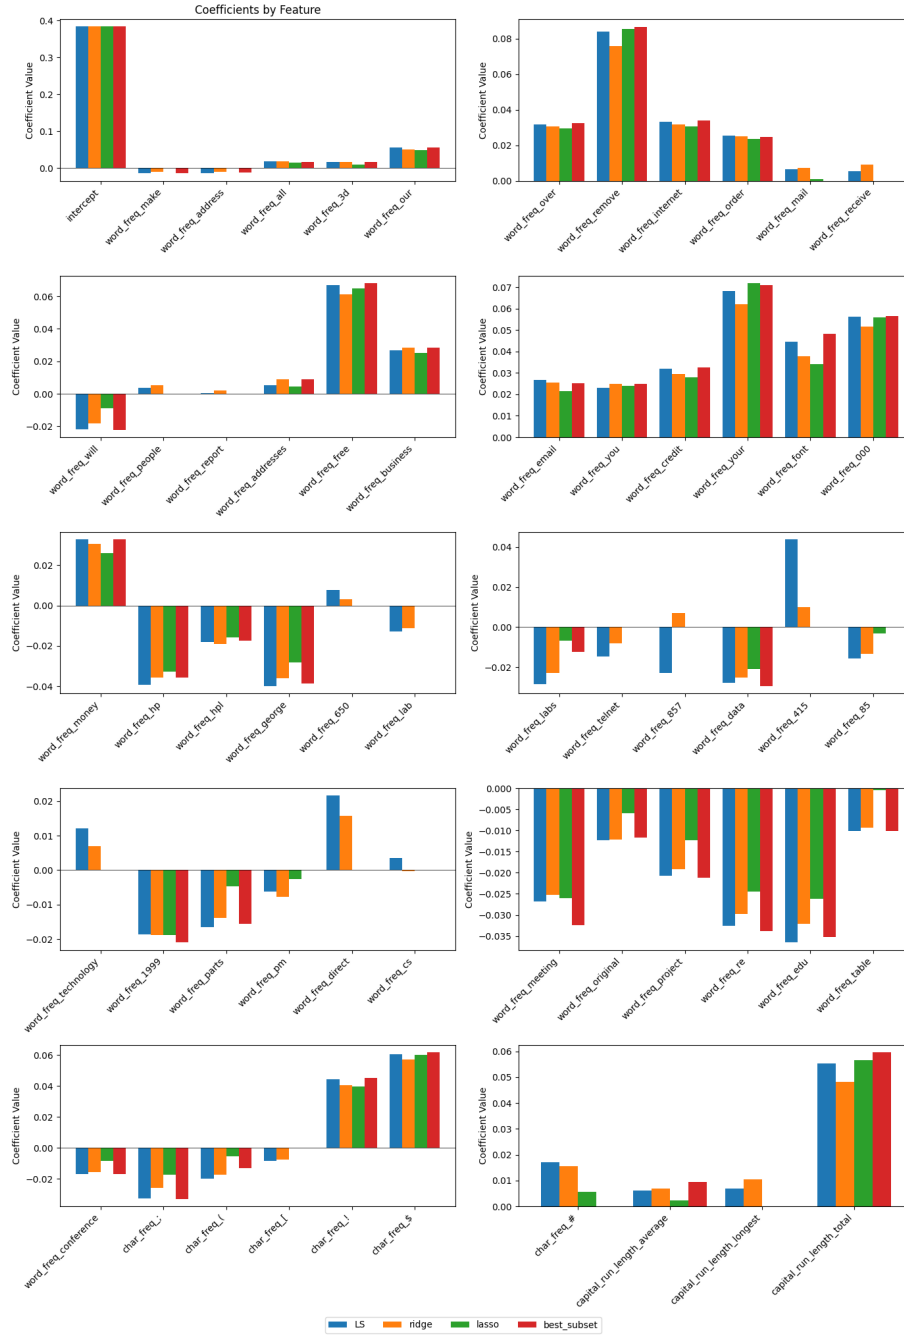 Coefficients by Feature
Coefficient Value
0.4
0.3
0.2
0.1
0.0
intercept
word_freq_make
word_freq_address
word_freq_all
word_freq_3d
word_freq_our
Coefficient Value
0.08
0.06
0.04
0.02
0.00
word_freq_over
word_freq_remove
word_freq_internet
word_freq_order
word_freq_mail
word_freq_receive
Coefficient Value
0.06
0.04
0.02
0.00
−0.02
word_freq_will
word_freq_people
word_freq_report
word_freq_addresses
word_freq_free
word_freq_business
Coefficient Value
0.07
0.06
0.05
0.04
0.03
0.02
0.01
0.00
word_freq_email
word_freq_you
word_freq_credit
word_freq_your
word_freq_font
word_freq_000
Coefficient Value
0.02
0.00
−0.02
−0.04
word_freq_money
word_freq_hp
word_freq_hpl
word_freq_george
word_freq_650
word_freq_lab
Coefficient Value
0.04
0.02
0.00
−0.02
word_freq_labs
word_freq_telnet
word_freq_857
word_freq_data
word_freq_415
word_freq_85
Coefficient Value
0.02
0.01
0.00
−0.01
−0.02
word_freq_technology
word_freq_1999
word_freq_parts
word_freq_pm
word_freq_direct
word_freq_cs
Coefficient Value
0.000
−0.005
−0.010
−0.015
−0.020
−0.025
−0.030
−0.035
word_freq_meeting
word_freq_original
word_freq_project
word_freq_re
word_freq_edu
word_freq_table
Coefficient Value
0.06
0.04
0.02
0.00
−0.02
word_freq_conference
char_freq_;
char_freq_(
char_freq_[
char_freq_!
char_freq_$
Coefficient Value
0.06
0.05
0.04
0.03
0.02
0.01
0.00
char_freq_#
capital_run_length_average
capital_run_length_longest
capital_run_length_total
LS
ridge
lasso
best_subset